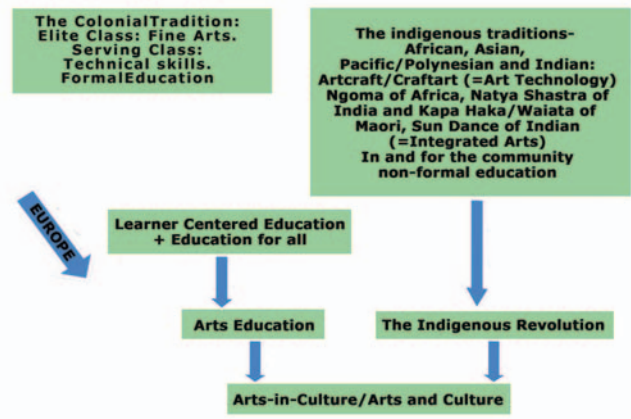 The ColonialTradition:
Elite Class: Fine Arts.
Serving Class:
Technical skills.
FormalEducation
The indigenous traditions-
African, Asian,
Pacific/Polynesian and Indian:
Artcraft/Craftart (=Art Technology)
Ngoma of Africa, Natya Shastra of
India and Kapa Haka/Waiata of
Maori, Sun Dance of Indian
(=Integrated Arts)
In and for the community
non-formal education
EUROPE
Learner Centered Education
+ Education for all
Arts Education
The Indigenous Revolution
Arts-in-Culture/Arts and Culture